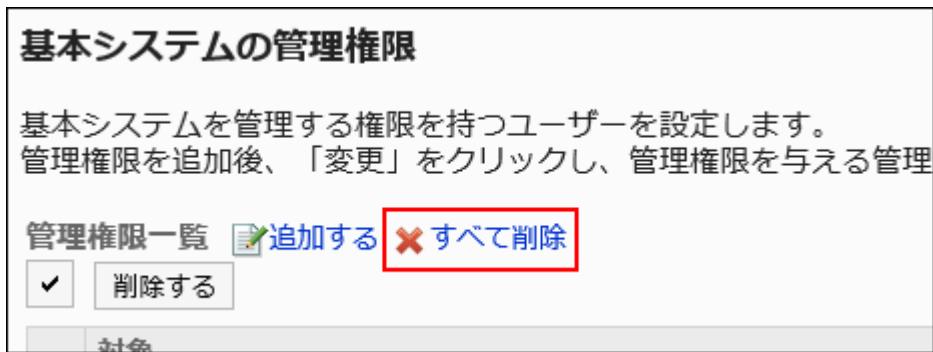 基本システムの管理権限
基本システムを管理する権限を持つユーザーを設定します。
管理権限を追加後、「変更」をクリックし、管理権限を与える管理
管理権限一覧 追加する すべて削除
削除する
対象